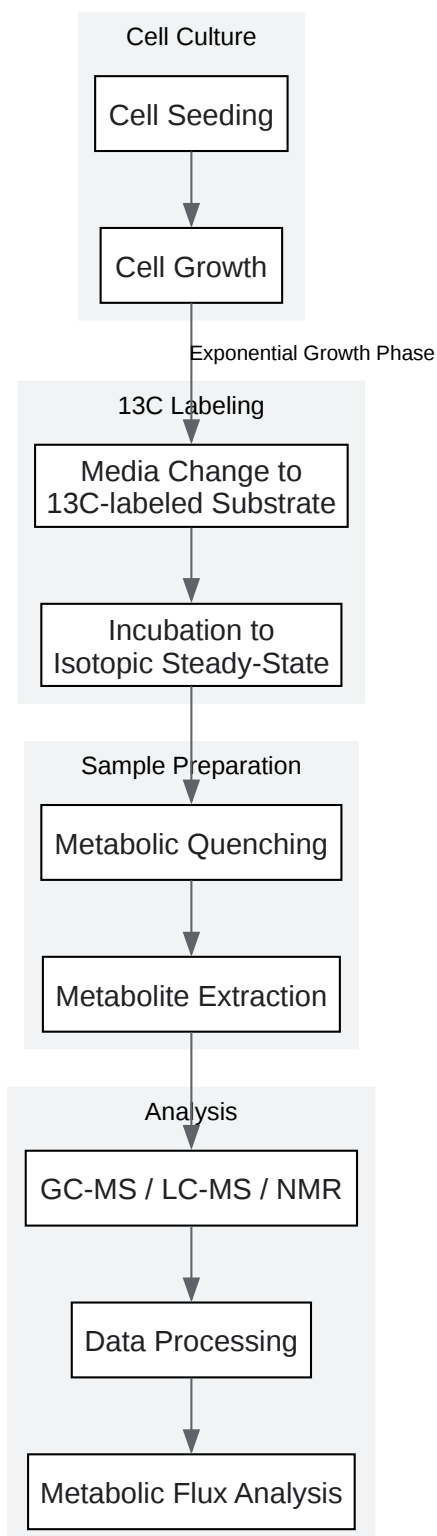 Cell Culture
Cell Seeding
Cell Growth
Exponential Growth Phase
13C Labeling
Media Change to
13C-labeled Substrate
Incubation to
Isotopic Steady-State
Sample Preparation
Metabolic Quenching
Metabolite Extraction
Analysis
GC-MS / LC-MS / NMR
Data Processing
Metabolic Flux Analysis